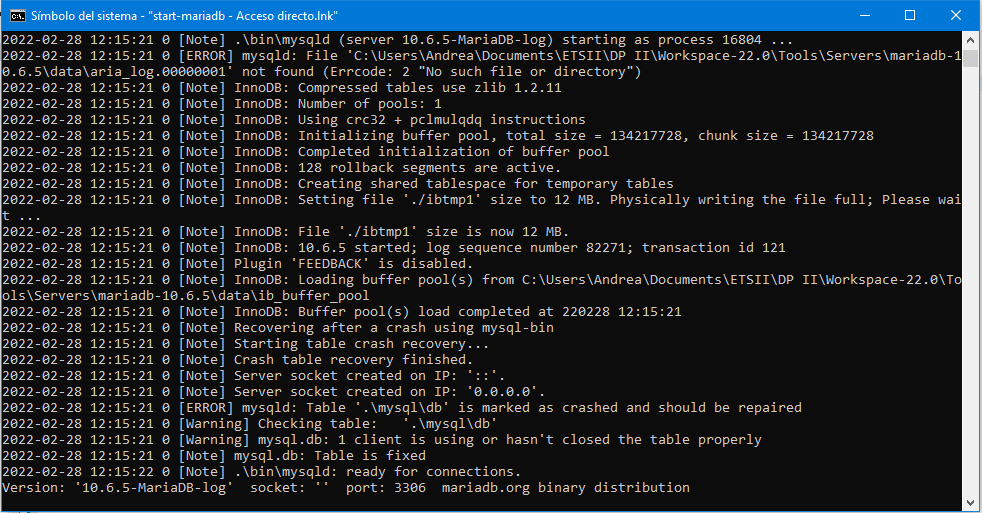 Símbolo del sistema - "start-mariadb - Acceso directo.lnk"
2022-02-28 12:15:21 0 [Note] .\bin\mysqld (server 10.6.5-MariaDB-log) starting as process 16804 ...
2022-02-28 12:15:21 0 [ERROR] mysqld: File 'C:\Users\Andrea\Documents\ETSII\DP II\Workspace-22.0\Tools\Servers\mariadb-1
0.6.5\data\aria_log.00000001' not found (Errcode: 2 "No such file or directory")
2022-02-28 12:15:21 0 [Note] InnoDB: Compressed tables use zlib 1.2.11
2022-02-28 12:15:21 0 [Note] InnoDB: Number of pools: 1
2022-02-28 12:15:21 0 [Note] InnoDB: Using crc32 + pclmulqdq instructions
2022-02-28 12:15:21 0 [Note] InnoDB: Initializing buffer pool, total size = 134217728, chunk size = 134217728
2022-02-28 12:15:21 0 [Note] InnoDB: Completed initialization of buffer pool
2022-02-28 12:15:21 0 [Note] InnoDB: 128 rollback segments are active.
2022-02-28 12:15:21 0 [Note] InnoDB: Creating shared tablespace for temporary tables
2022-02-28 12:15:21 0 [Note] InnoDB: Setting file './ibtmp1' size to 12 MB. Physically writing the file full; Please wai
t ...
2022-02-28 12:15:21 0 [Note] InnoDB: File './ibtmp1' size is now 12 MB.
2022-02-28 12:15:21 0 [Note] InnoDB: 10.6.5 started; log sequence number 82271; transaction id 121
2022-02-28 12:15:21 0 [Note] Plugin 'FEEDBACK' is disabled.
2022-02-28 12:15:21 0 [Note] InnoDB: Loading buffer pool(s) from C:\Users\Andrea\Documents\ETSII\DP II\Workspace-22.0\To
ols\Servers\mariadb-10.6.5\data\ib_buffer_pool
2022-02-28 12:15:21 0 [Note] InnoDB: Buffer pool(s) load completed at 220228 12:15:21
2022-02-28 12:15:21 0 [Note] Recovering after a crash using mysql-bin
2022-02-28 12:15:21 0 [Note] Starting table crash recovery...
2022-02-28 12:15:21 0 [Note] Crash table recovery finished.
2022-02-28 12:15:21 0 [Note] Server socket created on IP: '::'.
2022-02-28 12:15:21 0 [Note] Server socket created on IP: '0.0.0.0'.
2022-02-28 12:15:21 0 [ERROR] mysqld: Table '.\mysql\db' is marked as crashed and should be repaired
2022-02-28 12:15:21 0 [Warning] Checking table:   '.\mysql\db'
2022-02-28 12:15:21 0 [Warning] mysql.db: 1 client is using or hasn't closed the table properly
2022-02-28 12:15:21 0 [Note] mysql.db: Table is fixed
2022-02-28 12:15:22 0 [Note] .\bin\mysqld: ready for connections.
Version: '10.6.5-MariaDB-log'  socket: ''  port: 3306  mariadb.org binary distribution